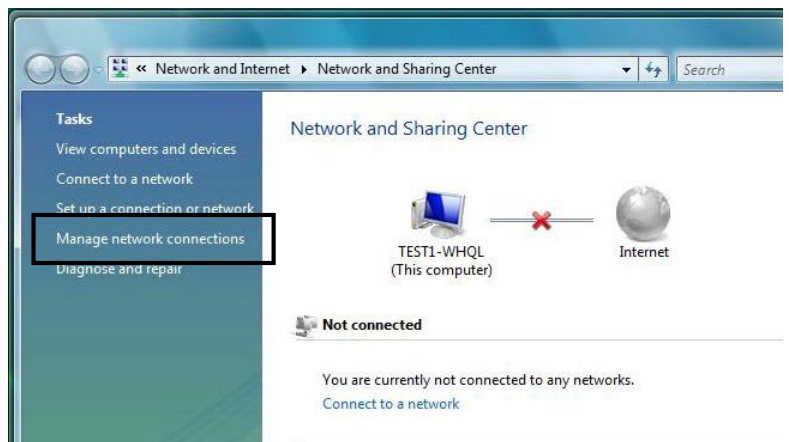 « Network and Internet ▸ Network and Sharing Center
Search
Tasks
View computers and devices
Connect to a network
Set up a connection or network
Manage network connections
Diagnose and repair
Network and Sharing Center
TEST1-WHQL
(This computer)
Internet
Not connected
You are currently not connected to any networks.
Connect to a network